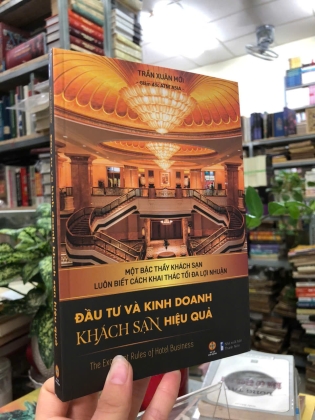 TRẦN XUÂN MỚI
MỘT BẬC THẦY KHÁCH SẠN
LUÔN BIẾT CÁCH KHAI THÁC TỐI ĐA LỢI NHUẬN
ĐẦU TƯ VÀ KINH DOANH
KHÁCH SẠN HIỆU QUẢ
The Excellent Rules of Hotel Business